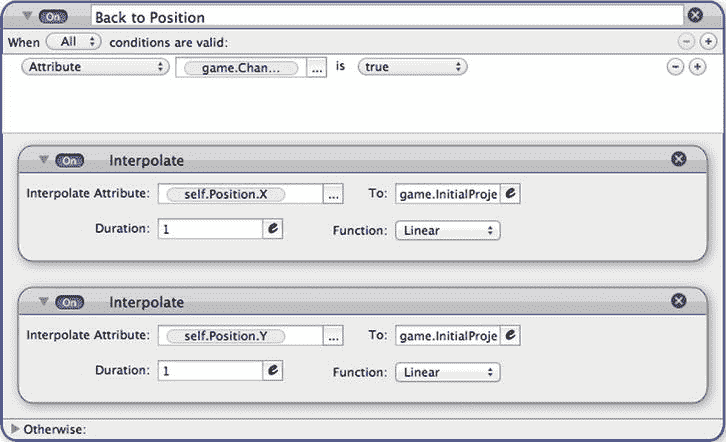 On Back to Position
When All conditions are valid:
Attribute game.Chan... ... is true
On Interpolate
Interpolate Attribute: self.Position.X ... To: game.InitialProje e
Duration: 1 e Function: Linear
On Interpolate
Interpolate Attribute: self.Position.Y ... To: game.InitialProje e
Duration: 1 e Function: Linear
Otherwise: